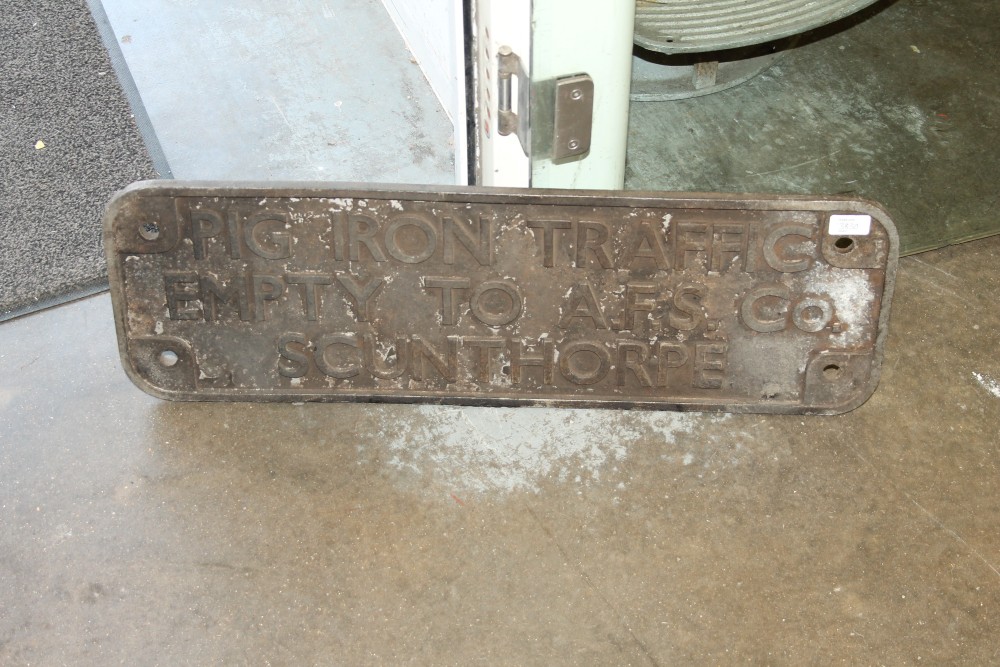 PIG IRON TRAFFIC
EMPTY TO A.F.S. Co.
SCUNTHORPE